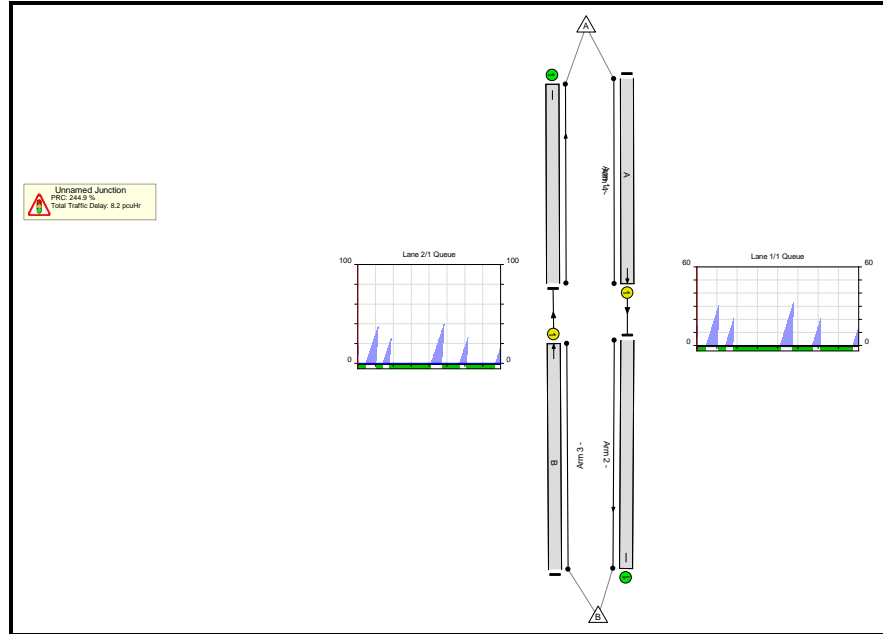 A
Unnamed Junction
PRC: 244.9 %
Total Traffic Delay: 8.2 pcuHr
A
Lane 2/1 Queue
100
100
0
0
Lane 1/1 Queue
60
60
0
0
B
Arm 3 -
Arm 2 -
B